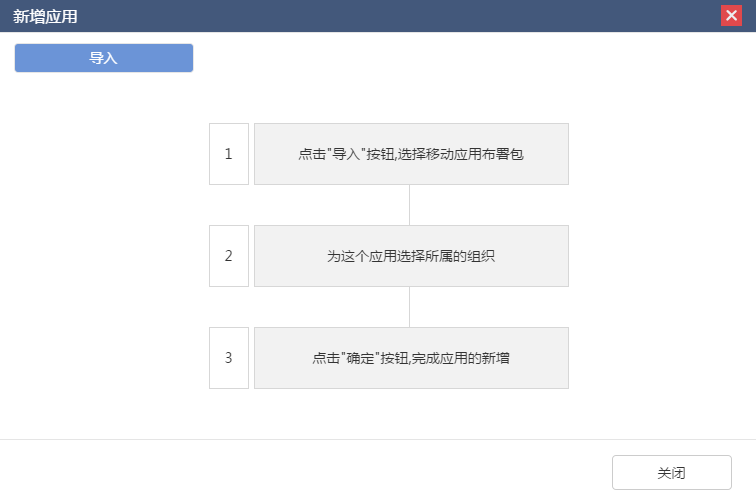 新增应用
导入
1
点击"导入"按钮,选择移动应用布署包
2
为这个应用选择所属的组织
3
点击"确定"按钮,完成应用的新增
关闭